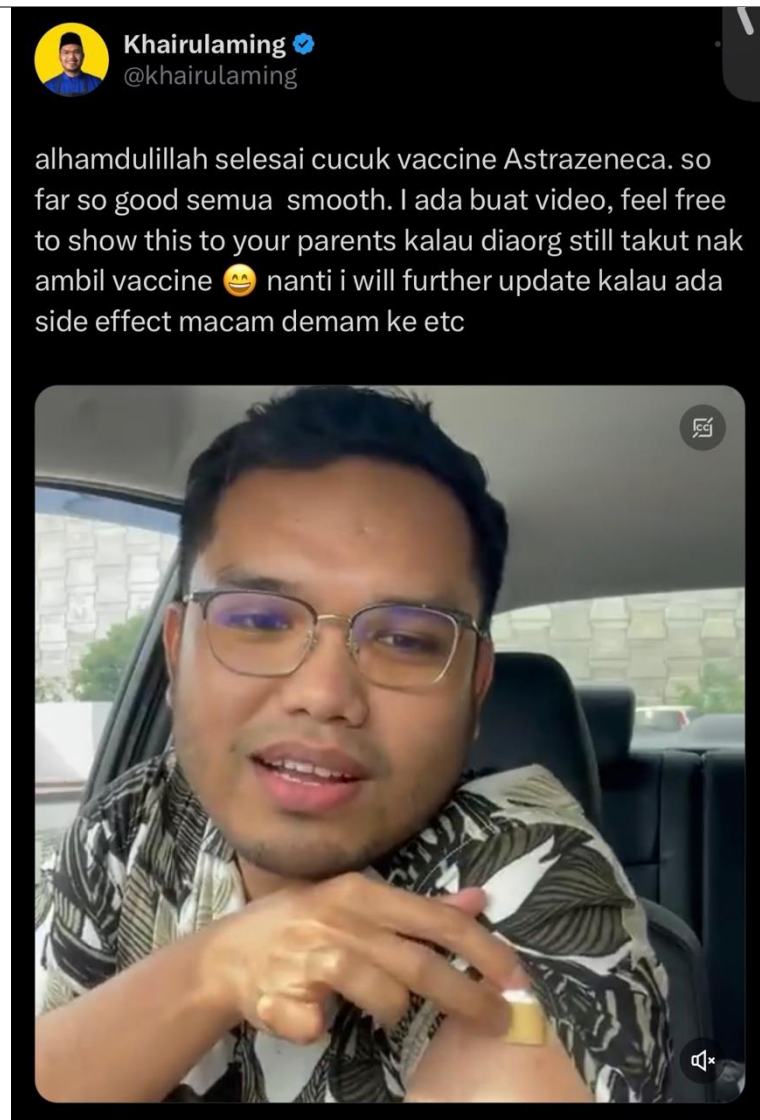 Khairulaming
@khairulaming
alhamdulillah selesai cucuk vaccine Astrazeneca. so
far so good semua  smooth. I ada buat video, feel free
to show this to your parents kalau diaorg still takut nak
ambil vaccine 😄 nanti i will further update kalau ada
side effect macam demam ke etc
CC